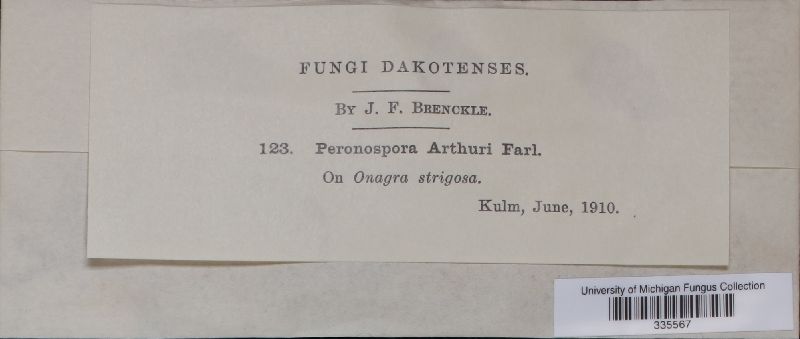 FUNGI DAKOTENSES.
BY J. F. BRENCKLE.
123. Peronospora Arthuri Farl.
On Onagra strigosa.
Kulm, June, 1910.
University of Michigan Fungus Collection
335567